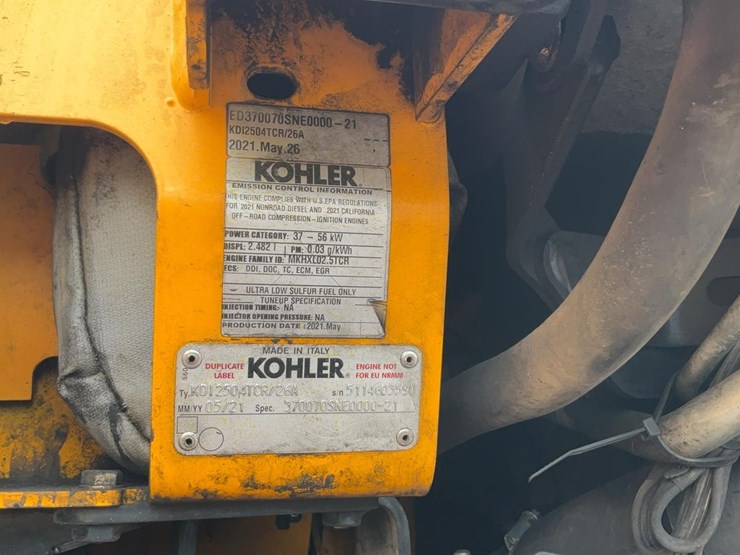 ED370070SNE0000-21
KDI2504TCR/26A
2021.May.26
KOHLER
EMISSION CONTROL INFORMATION
THIS ENGINE COMPLIES WITH U.S.EPA REGULATIONS
FOR 2021 NONROAD DIESEL AND 2021 CALIFORNIA
OFF-ROAD COMPRESSION-IGNITION ENGINES
POWER CATEGORY: 37 - 56 kW
DISPL: 2.482 l PM: 0.03 g/kWh
ENGINE FAMILY ID: MKHXL02.5TCR
ECS: DDI, DOC, TC, ECM, EGR
ULTRA LOW SULFUR FUEL ONLY
TUNEUP SPECIFICATION
INJECTION TIMING: NA
INJECTOR OPENING PRESSURE: NA
PRODUCTION DATE: 2021.May
MADE IN ITALY
DUPLICATE LABEL KOHLER ENGINE NOT FOR EU NRMM
Ty. KDI2504TCR/26A s/n
MM/YY 05/21 Spec. 370070SNE0000-21